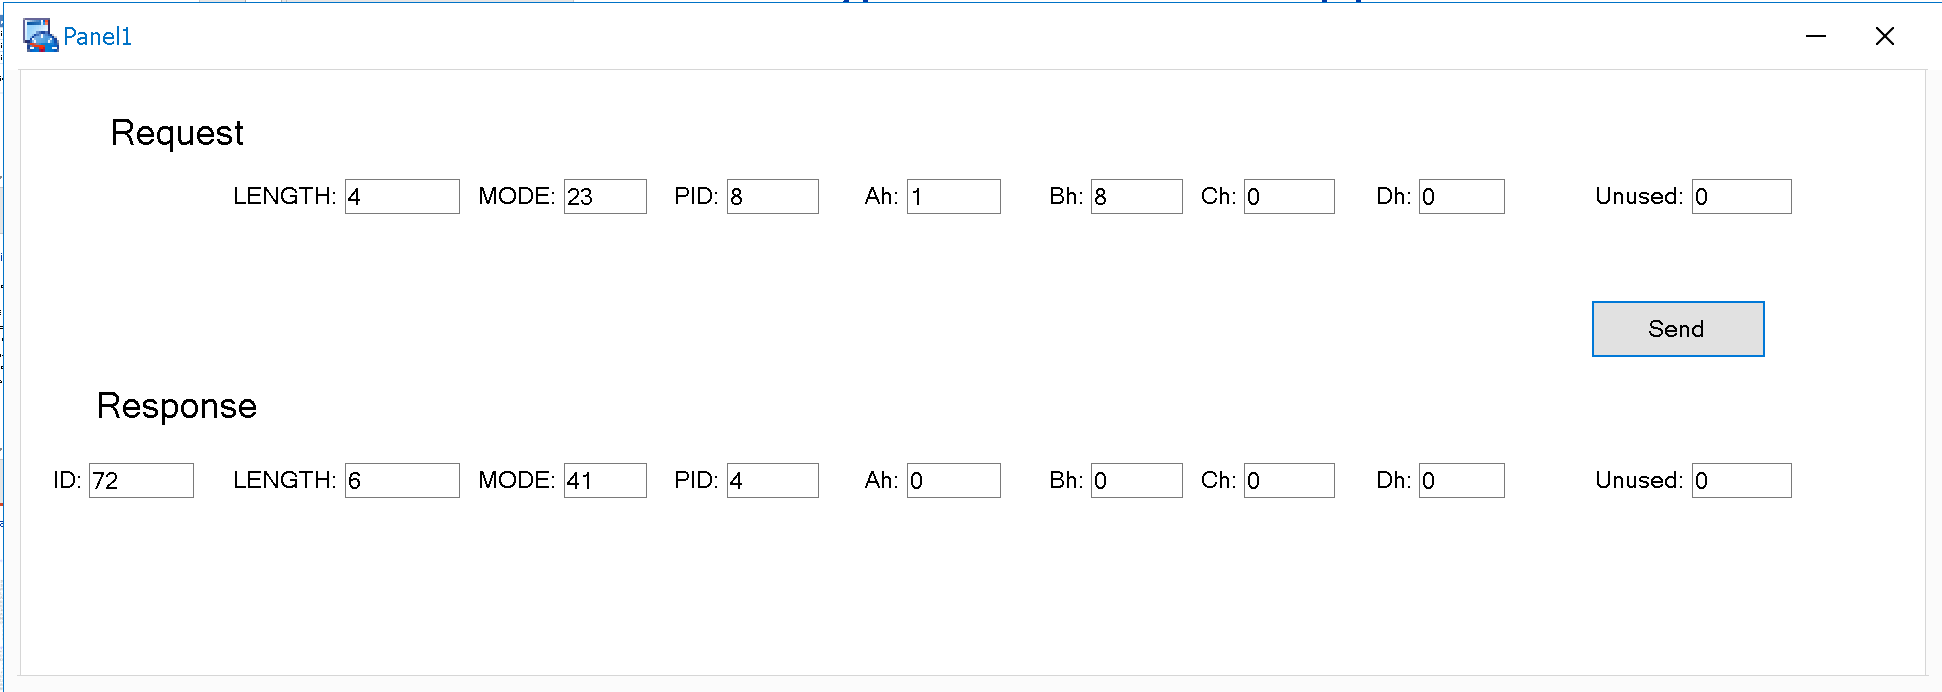 Panel1
Request
LENGTH: 4 MODE: 23 PID: 8 Ah: 1 Bh: 8 Ch: 0 Dh: 0 Unused: 0
Send
Response
ID: 72 LENGTH: 6 MODE: 41 PID: 4 Ah: 0 Bh: 0 Ch: 0 Dh: 0 Unused: 0